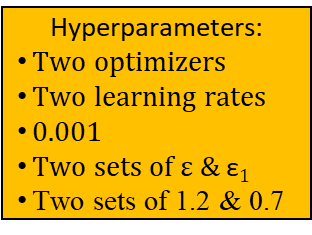 Hyperparameters:
• Two optimizers
• Two learning rates
• 0.001
• Two sets of ε & ε₁
• Two sets of 1.2 & 0.7